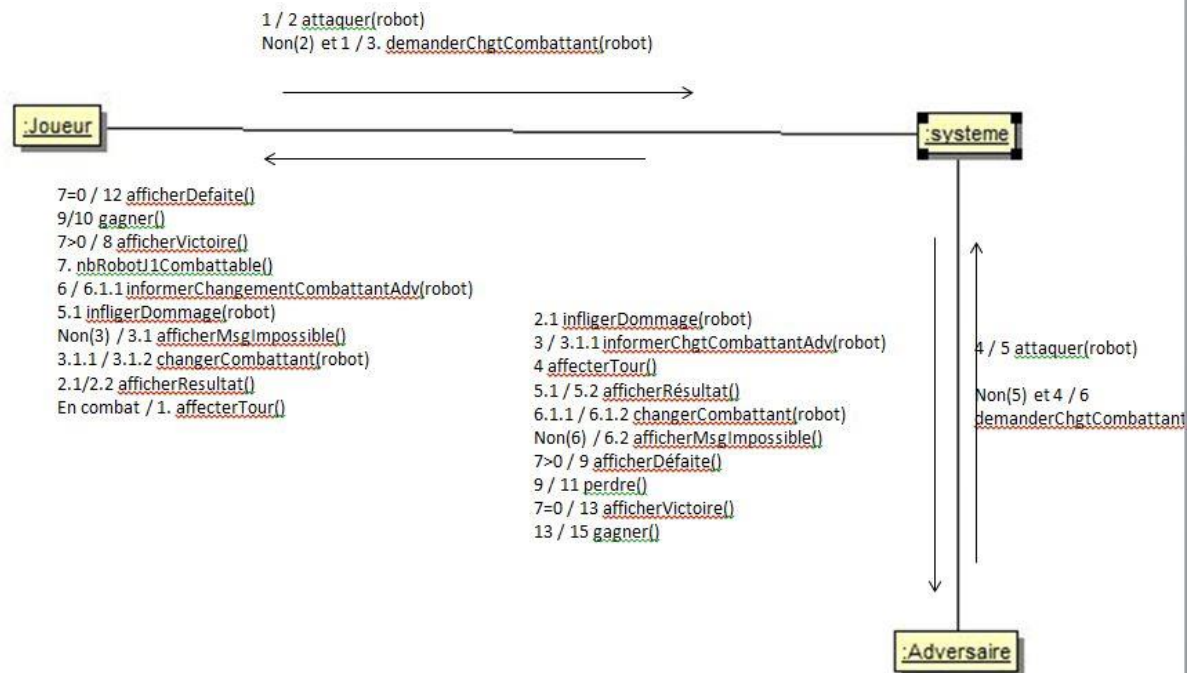 1 / 2 attaquer(robot)
Non(2) et 1 / 3. demanderChgtCombattant(robot)
:Joueur
:systeme
7=0 / 12 afficherDefaite()
9/10 gagner()
7>0 / 8 afficherVictoire()
7. nbRobotJ1Combattable()
6 / 6.1.1 informerChangementCombattantAdv(robot)
5.1 infligerDommage(robot)
Non(3) / 3.1 afficherMsgImpossible()
3.1.1 / 3.1.2 changerCombattant(robot)
2.1/2.2 afficherResultat()
En combat / 1. affecterTour()
2.1 infligerDommage(robot)
3 / 3.1.1 informerChgtCombattantAdv(robot)
4 affecterTour()
5.1 / 5.2 afficherRésultat()
6.1.1 / 6.1.2 changerCombattant(robot)
Non(6) / 6.2 afficherMsgImpossible()
7>0 / 9 afficherDéfaite()
9 / 11 perdre()
7=0 / 13 afficherVictoire()
13 / 15 gagner()
4 / 5 attaquer(robot)
Non(5) et 4 / 6
demanderChgtCombattant
:Adversaire